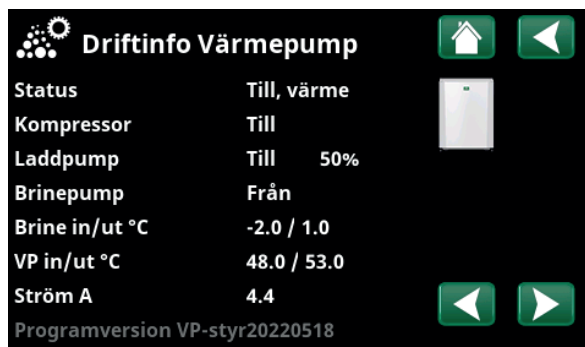 Driftinfo Värmepump
Status Till, värme
Kompressor Till
Laddpump Till 50%
Brinepump Från
Brine in/ut °C -2.0 / 1.0
VP in/ut °C 48.0 / 53.0
Ström A 4.4
Programversion VP-styr20220518